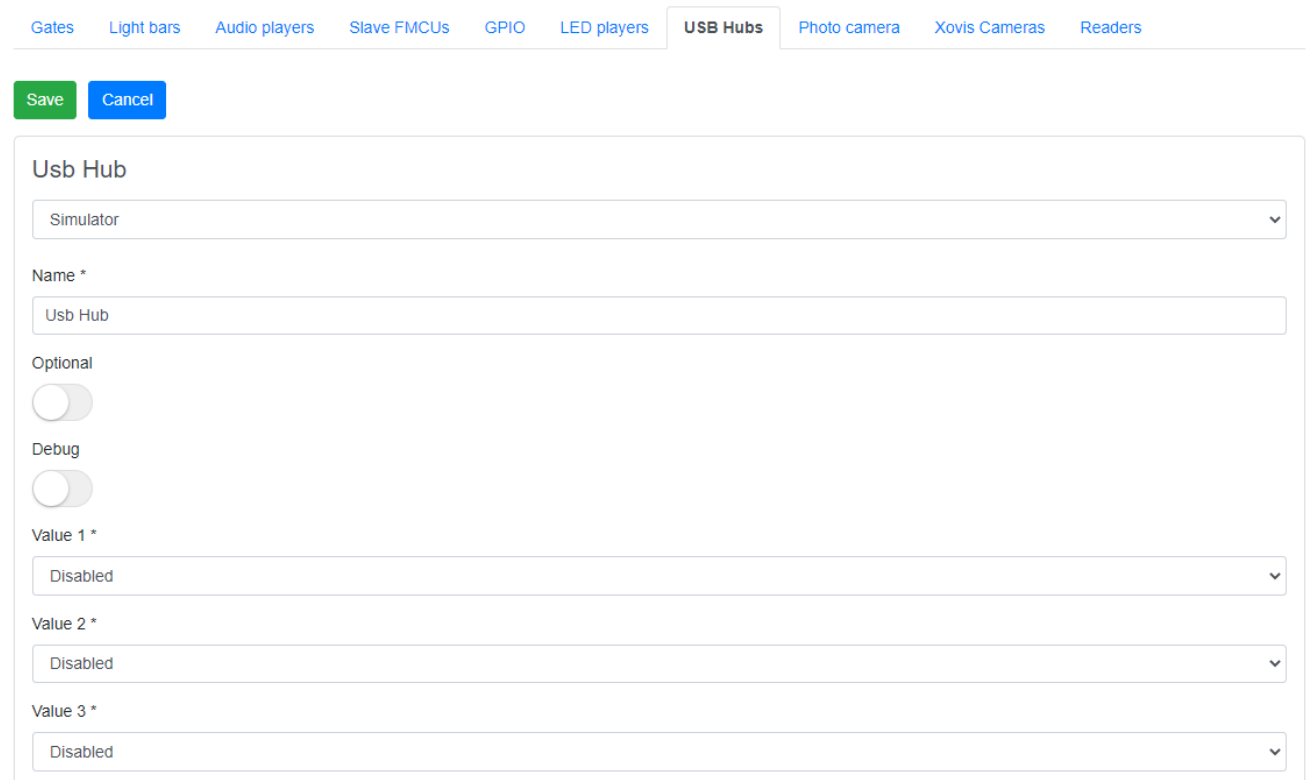 Gates Light bars Audio players Slave FMCUs GPIO LED players USB Hubs Photo camera Xovis Cameras Readers
Save Cancel
Usb Hub
Simulator
Name *
Usb Hub
Optional
Debug
Value 1 *
Disabled
Value 2 *
Disabled
Value 3 *
Disabled